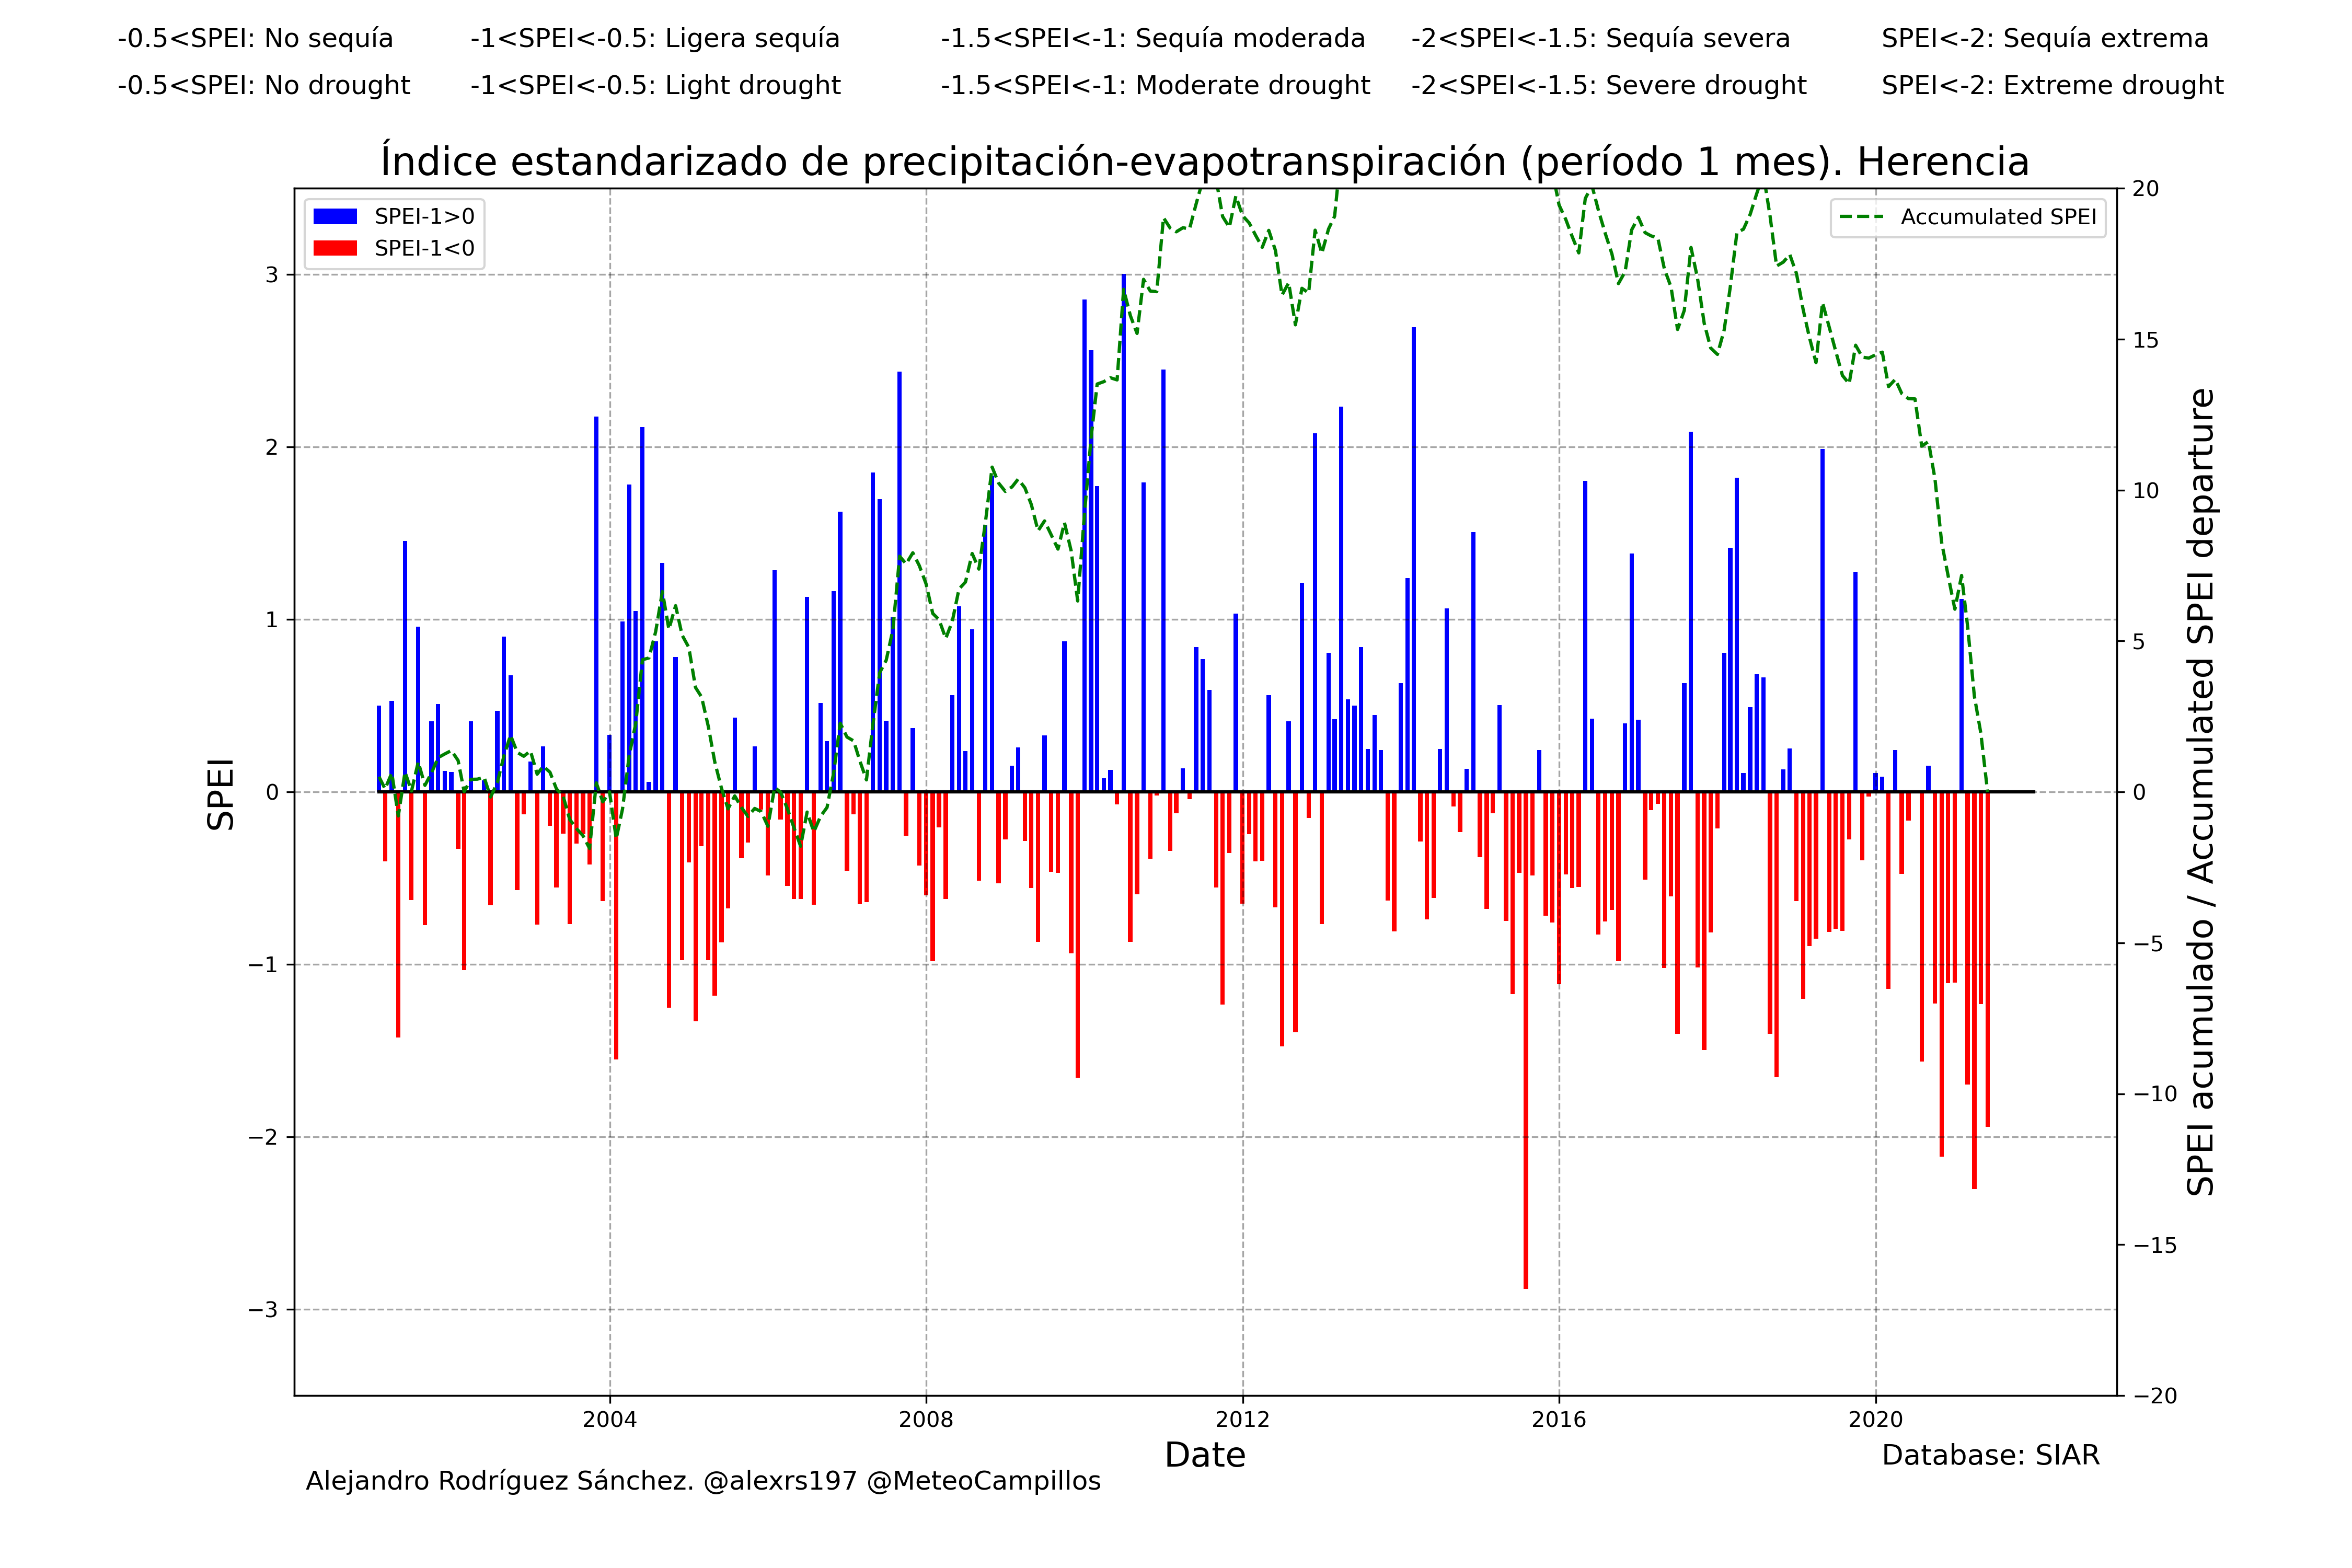 -0.5<SPEI: No sequía -1<SPEI<-0.5: Ligera sequía -1.5<SPEI<-1: Sequía moderada -2<SPEI<-1.5: Sequía severa SPEI<-2: Sequía extrema
-0.5<SPEI: No drought -1<SPEI<-0.5: Light drought -1.5<SPEI<-1: Moderate drought -2<SPEI<-1.5: Severe drought SPEI<-2: Extreme drought
Índice estandarizado de precipitación-evapotranspiración (período 1 mes). Herencia
SPEI-1>0
SPEI-1<0
Accumulated SPEI
SPEI
3
2
1
0
−1
−2
−3
20
15
10
5
0
−5
−10
−15
−20
SPEI acumulado / Accumulated SPEI departure
2004 2008 2012 2016 2020
Date
Database: SIAR
Alejandro Rodríguez Sánchez. @alexrs197 @MeteoCampillos